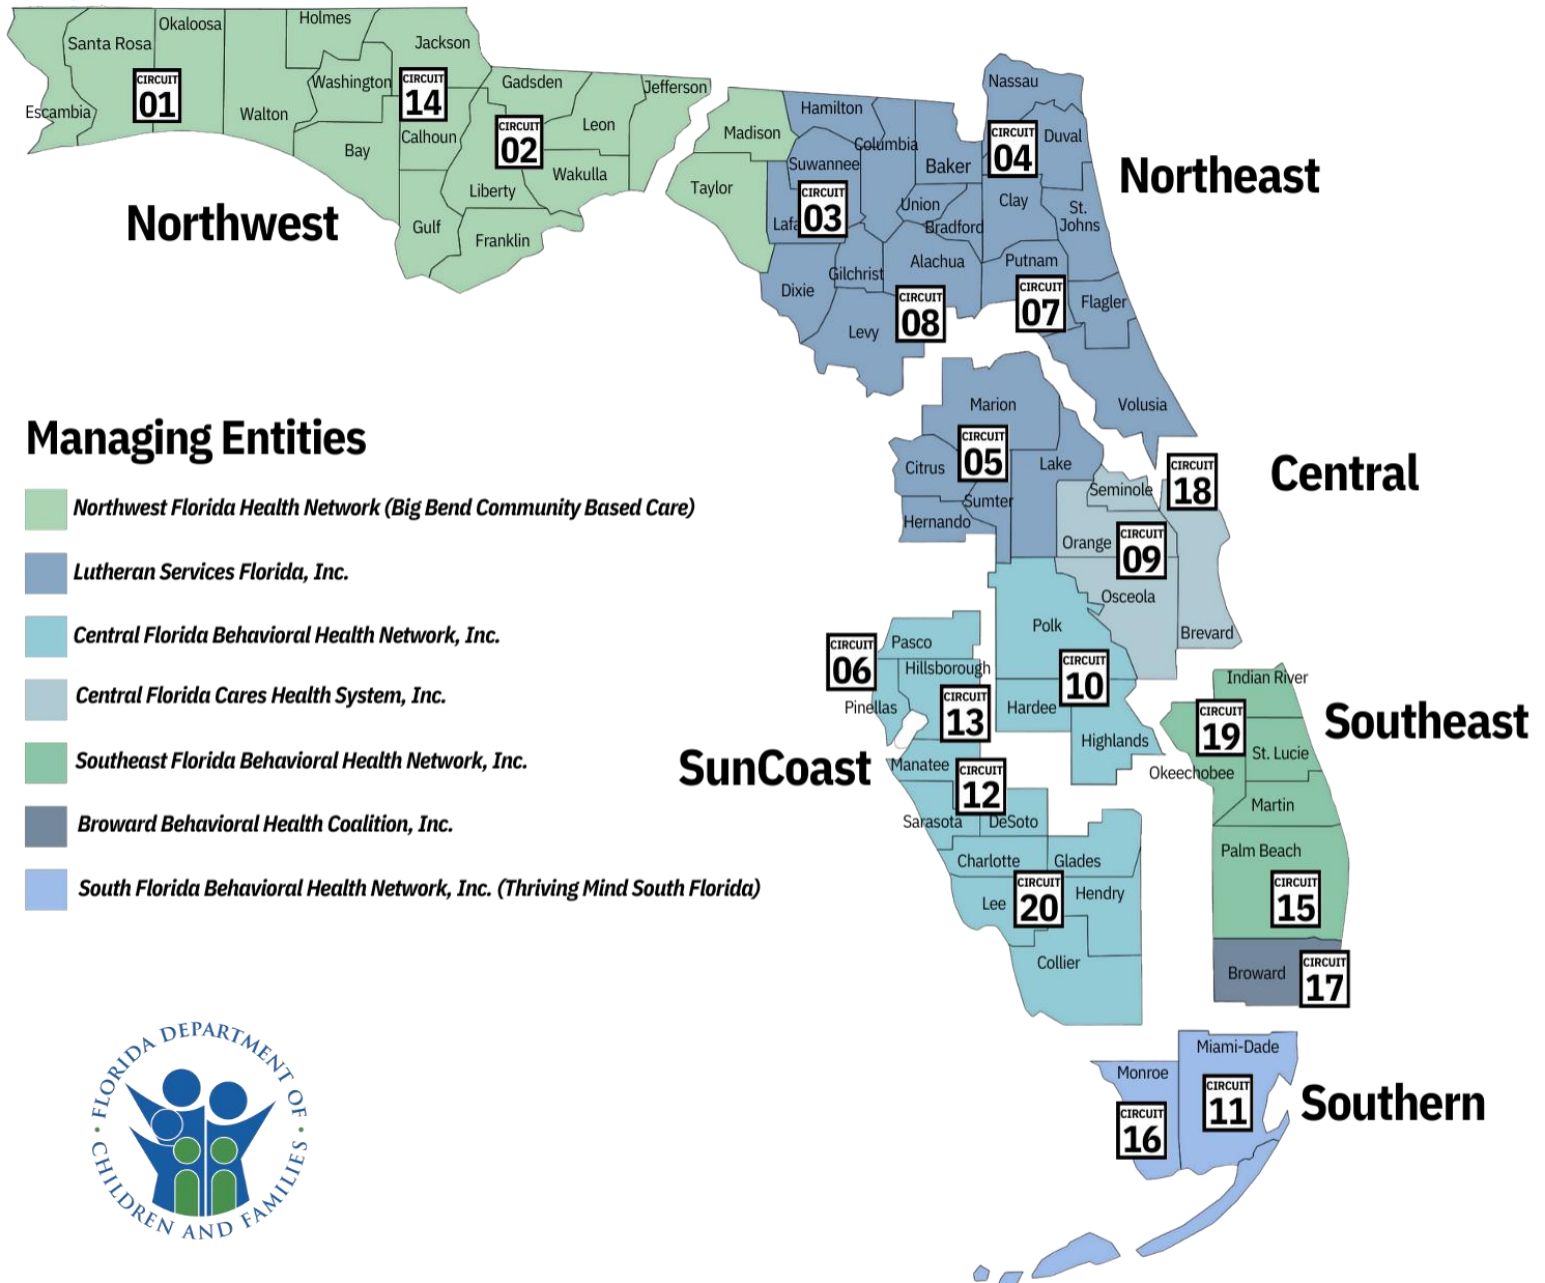 Holmes
Okaloosa
Santa Rosa
Jackson
Washington
Gadsden
Jefferson
Escambia
CIRCUIT
01
Walton
CIRCUIT
14
Calhoun
Bay
CIRCUIT
02
Leon
Wakulla
Liberty
Gulf
Franklin
Northwest
Madison
Taylor
Hamilton
Columbia
Suwannee
CIRCUIT
03
Lafa
Baker
Union
Bradford
Nassau
CIRCUIT
04
Duval
Clay
St.
Johns
Northeast
Alachua
Putnam
Gilchrist
Dixie
Levy
CIRCUIT
08
CIRCUIT
07
Flagler
Volusia
Marion
CIRCUIT
05
Citrus
Lake
Sumter
Hernando
Seminole
CIRCUIT
18
Central
Orange
CIRCUIT
09
Osceola
Brevard
Managing Entities
Northwest Florida Health Network (Big Bend Community Based Care)
Lutheran Services Florida, Inc.
Central Florida Behavioral Health Network, Inc.
Central Florida Cares Health System, Inc.
Southeast Florida Behavioral Health Network, Inc.
Broward Behavioral Health Coalition, Inc.
South Florida Behavioral Health Network, Inc. (Thriving Mind South Florida)
Polk
Pasco
CIRCUIT
06
Hillsborough
Pinellas
CIRCUIT
13
CIRCUIT
10
Hardee
Highlands
SunCoast
Manatee
CIRCUIT
12
Sarasota
DeSoto
Charlotte
Glades
Lee
CIRCUIT
20
Hendry
Collier
Indian River
CIRCUIT
19
Southeast
St. Lucie
Okeechobee
Martin
Palm Beach
CIRCUIT
15
Broward
CIRCUIT
17
Miami-Dade
Monroe
CIRCUIT
11
CIRCUIT
16
Southern
FLORIDA DEPARTMENT OF
CHILDREN AND FAMILIES